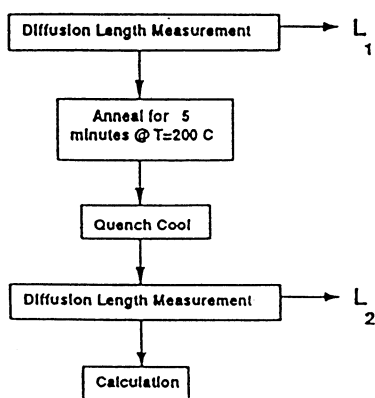 Diffusion Length Measurement
L
1
Anneal for 5
minutes @ T=200 C
Quench Cool
Diffusion Length Measurement
L
2
Calculation